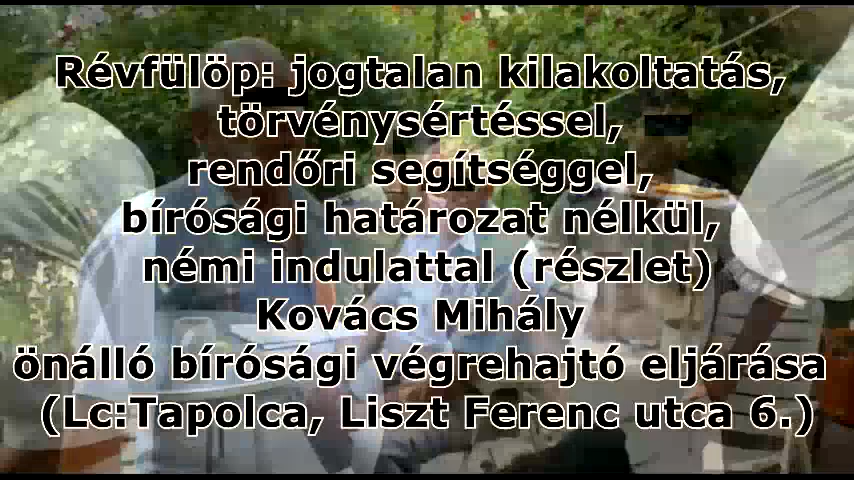 Révfülöp: jogtalan kilakoltatás,
törvénysértéssel,
rendőri segítséggel,
bírósági határozat nélkül,
némi indulattal (részlet)
Kovács Mihály
önálló bírósági végrehajtó eljárása
(Lc:Tapolca, Liszt Ferenc utca 6.)